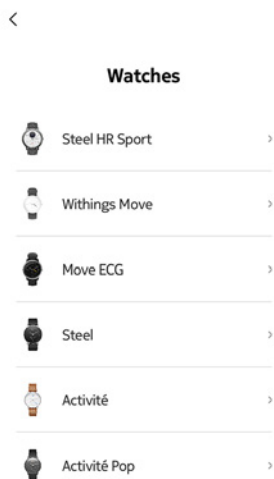 Watches
Steel HR Sport
Withings Move
Move ECG
Steel
Activité
Activité Pop